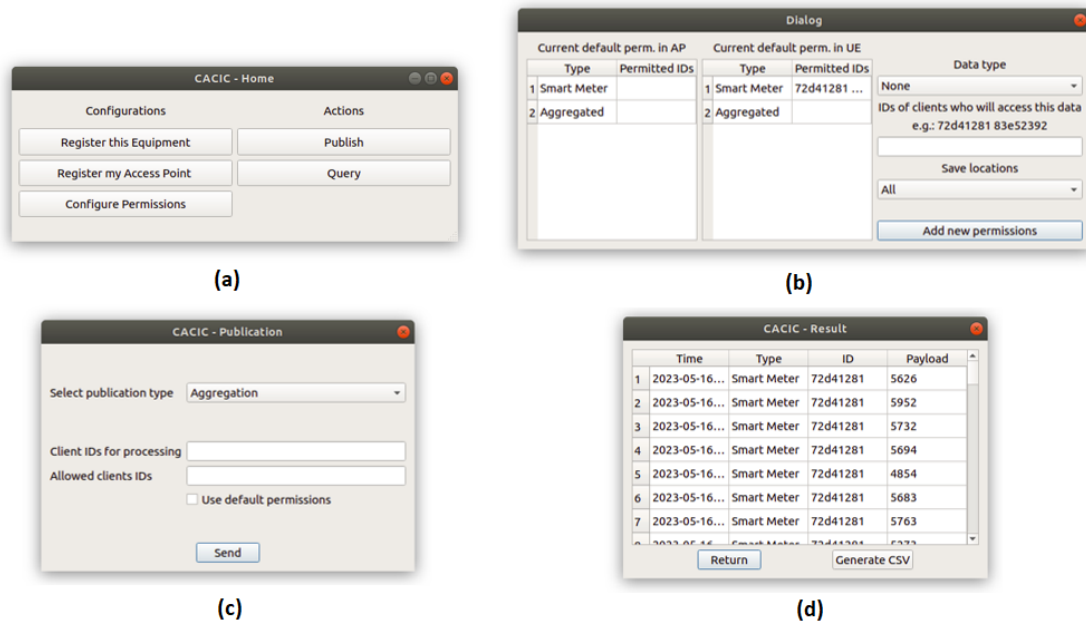 CACIC - Home
Configurations
Actions
Register this Equipment
Publish
Register my Access Point
Query
Configure Permissions
(a)
Dialog
Current default perm. in AP
Type
Permitted IDs
1 Smart Meter
2 Aggregated
Current default perm. in UE
Type
Permitted IDs
1 Smart Meter 72d41281 ...
2 Aggregated
Data type
None
IDs of clients who will access this data
e.g.: 72d41281 83e52392
Save locations
All
Add new permissions
(b)
CACIC - Publication
Select publication type Aggregation
Client IDs for processing
Allowed clients IDs
Use default permissions
Send
(c)
CACIC - Result
Time Type ID Payload
1 2023-05-16... Smart Meter 72d41281 5626
2 2023-05-16... Smart Meter 72d41281 5952
3 2023-05-16... Smart Meter 72d41281 5732
4 2023-05-16... Smart Meter 72d41281 5694
5 2023-05-16... Smart Meter 72d41281 4854
6 2023-05-16... Smart Meter 72d41281 5683
7 2023-05-16... Smart Meter 72d41281 5763
Return
Generate CSV
(d)